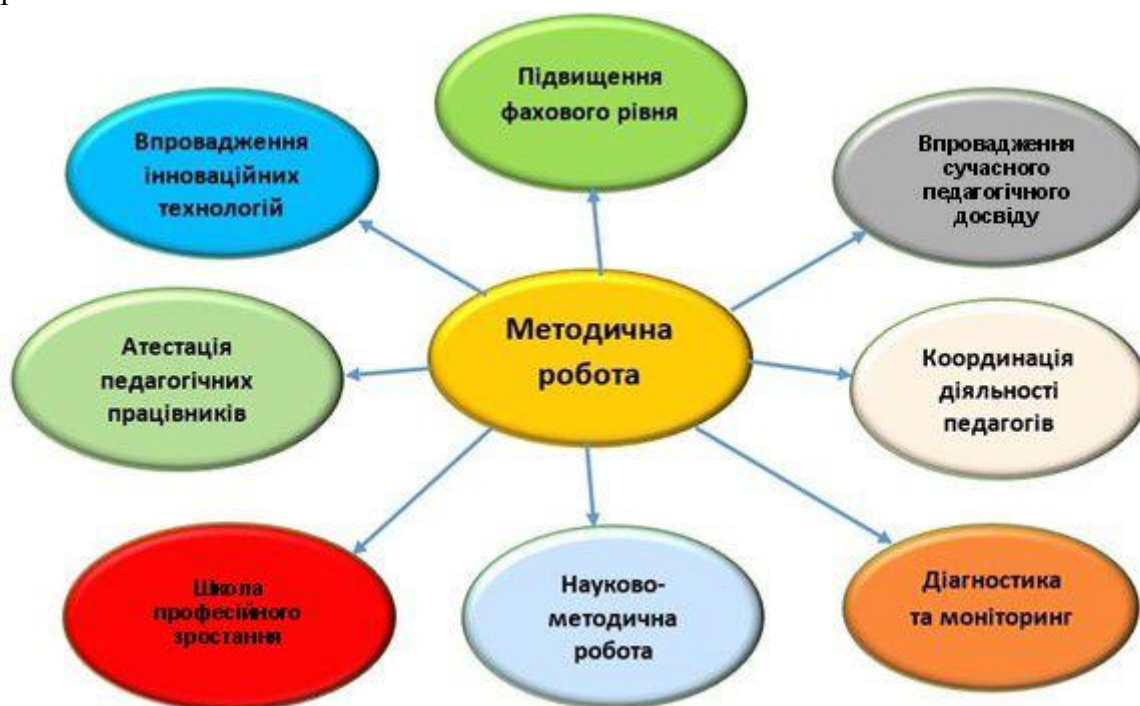 Підвищення
фахового рівня
Впровадження
інноваційних
технологій
Впровадження
сучасного
педагогічного
досвіду
Методична
робота
Атестація
педагогічних
працівників
Координація
діяльності
педагогів
Школа
професійного
зростання
Науково-
методична
робота
Діагностика
та моніторинг